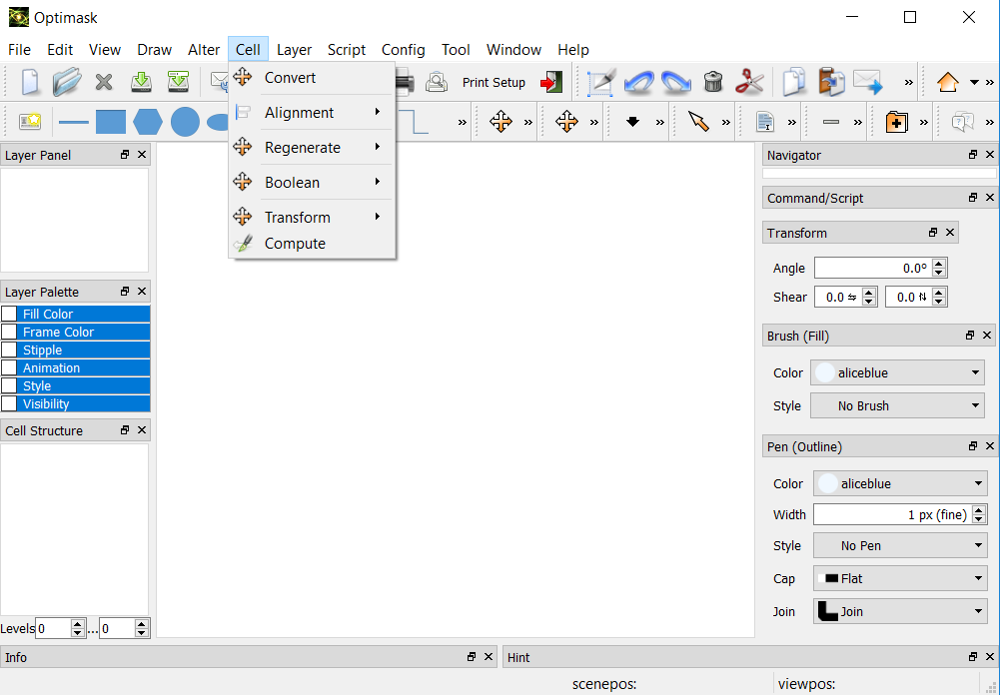 Optimask
File Edit View Draw Alter Cell Layer Script Config Tool Window Help
Convert
Alignment
Regenerate
Boolean
Transform
Compute
Print Setup
»
»
» » » » » » » » »
Layer Panel
Layer Palette
Fill Color
Frame Color
Stipple
Animation
Style
Visibility
Cell Structure
Levels 0 ... 0
Navigator
Command/Script
Transform
Angle 0.0°
Shear 0.0 ⇋ 0.0 ⇅
Brush (Fill)
Color aliceblue
Style No Brush
Pen (Outline)
Color aliceblue
Width 1 px (fine)
Style No Pen
Cap Flat
Join Join
Info
Hint
scenepos:
viewpos: